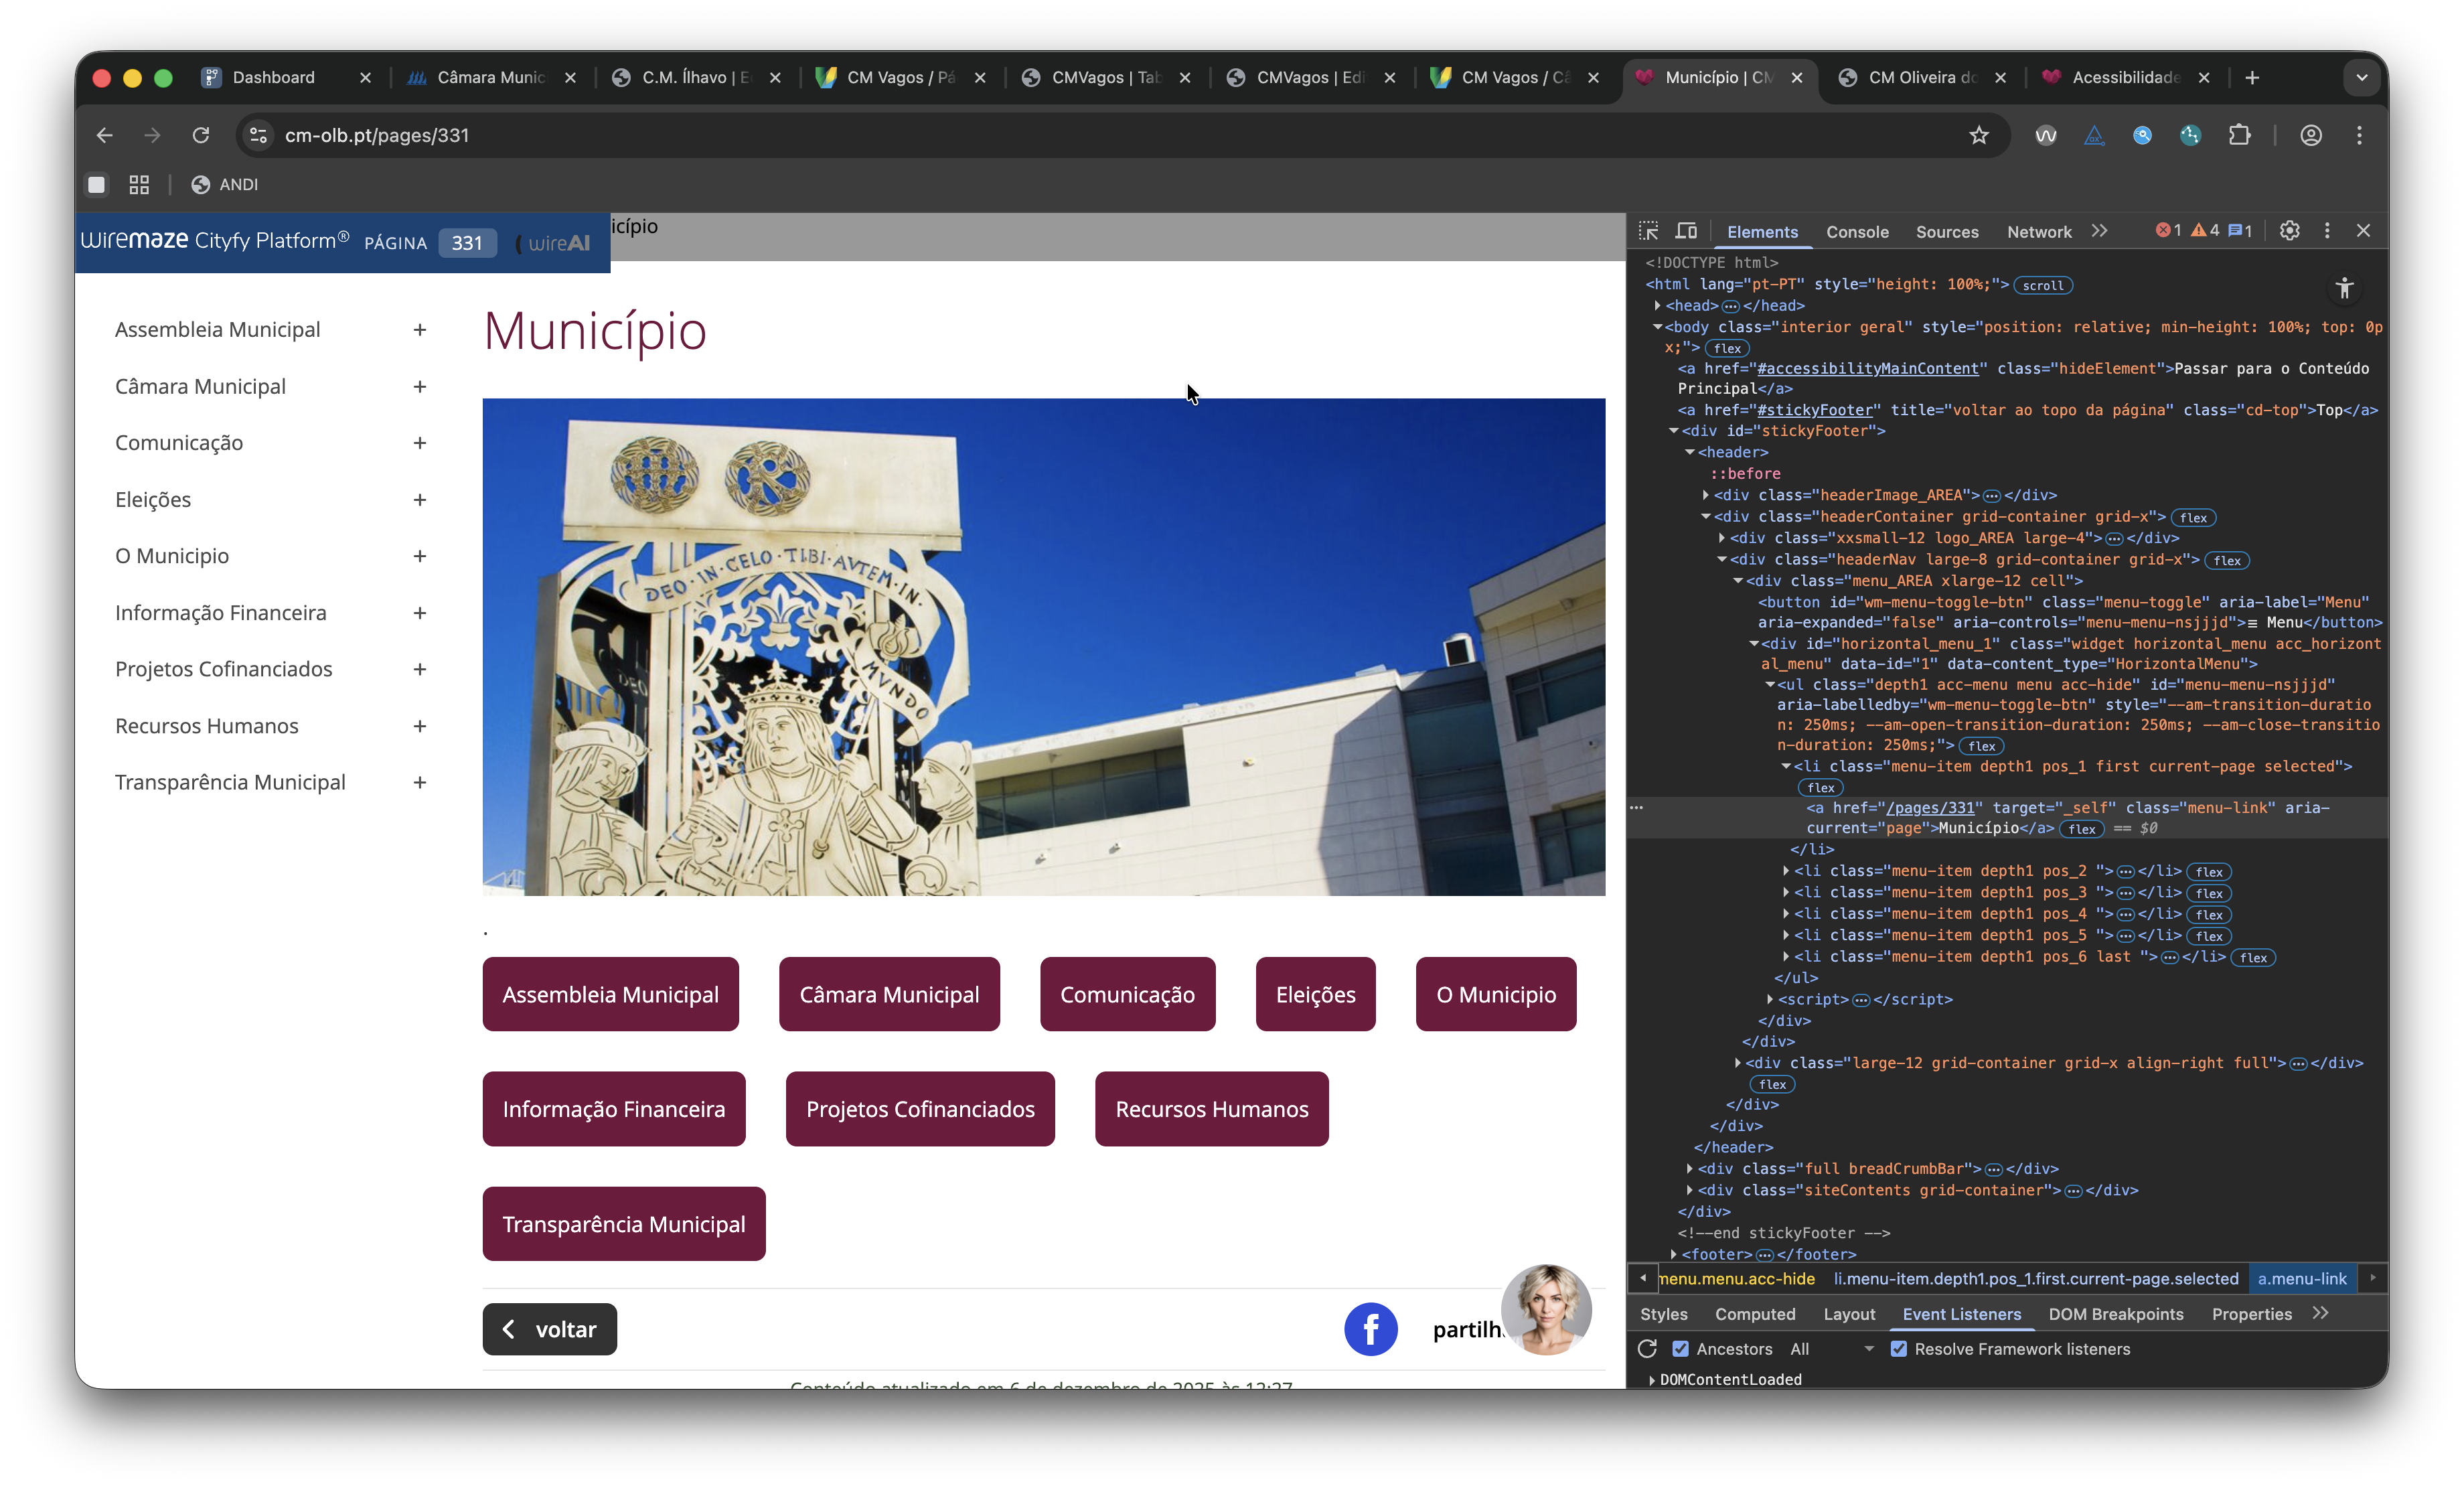 Dashboard
Câmara Munic
C.M. Ílhavo | E
CM Vagos / Pá
CMVagos | Tab
CMVagos | Edi
CM Vagos / Câ
Município | CM
CM Oliveira do
Acessibilidade
cm-olb.pt/pages/331
ANDI
wiremaze Cityfy Platform® PÁGINA 331 wireAI
icípio
Assembleia Municipal +
Câmara Municipal +
Comunicação +
Eleições +
O Municipio +
Informação Financeira +
Projetos Cofinanciados +
Recursos Humanos +
Transparência Municipal +
Município
DEO·IN·CELO·TIBI·AVTEM·IN·
MVNDO
DEO
.
Assembleia Municipal
Câmara Municipal
Comunicação
Eleições
O Municipio
Informação Financeira
Projetos Cofinanciados
Recursos Humanos
Transparência Municipal
voltar
partilh
Conteúdo atualizado em 6 de dezembro de 2025 às 12:27
Elements Console Sources Network 1 4 1
<!DOCTYPE html>
<html lang="pt-PT" style="height: 100%;"> scroll
<head> </head>
<body class="interior geral" style="position: relative; min-height: 100%; top: 0p
x;"> flex
<a href="#accessibilityMainContent" class="hideElement">Passar para o Conteúdo
Principal</a>
<a href="#stickyFooter" title="voltar ao topo da página" class="cd-top">Top</a>
<div id="stickyFooter">
<header>
::before
<div class="headerImage_AREA"> </div>
<div class="headerContainer grid-container grid-x"> flex
<div class="xxsmall-12 logo_AREA large-4"> </div>
<div class="headerNav large-8 grid-container grid-x"> flex
<div class="menu_AREA xlarge-12 cell">
<button id="wm-menu-toggle-btn" class="menu-toggle" aria-label="Menu"
aria-expanded="false" aria-controls="menu-menu-nsjjjd">≡ Menu</button>
<div id="horizontal_menu_1" class="widget horizontal_menu acc_horizont
al_menu" data-id="1" data-content_type="HorizontalMenu">
<ul class="depth1 acc-menu menu acc-hide" id="menu-menu-nsjjjd"
aria-labelledby="wm-menu-toggle-btn" style="--am-transition-duratio
n: 250ms; --am-open-transition-duration: 250ms; --am-close-transitio
n-duration: 250ms;"> flex
<li class="menu-item depth1 pos_1 first current-page selected">
flex
<a href="/pages/331" target="_self" class="menu-link" aria-
current="page">Município</a> flex == $0
</li>
<li class="menu-item depth1 pos_2 "> </li> flex
<li class="menu-item depth1 pos_3 "> </li> flex
<li class="menu-item depth1 pos_4 "> </li> flex
<li class="menu-item depth1 pos_5 "> </li> flex
<li class="menu-item depth1 pos_6 last "> </li> flex
</ul>
<script> </script>
</div>
</div>
<div class="large-12 grid-container grid-x align-right full"> </div>
flex
</div>
</div>
</header>
<div class="full breadCrumbBar"> </div>
<div class="siteContents grid-container"> </div>
</div>
<!--end stickyFooter -->
<footer> </footer>
menu.menu.acc-hide li.menu-item.depth1.pos_1.first.current-page.selected a.menu-link
Styles Computed Layout Event Listeners DOM Breakpoints Properties
Ancestors All Resolve Framework listeners
DOMContentLoaded